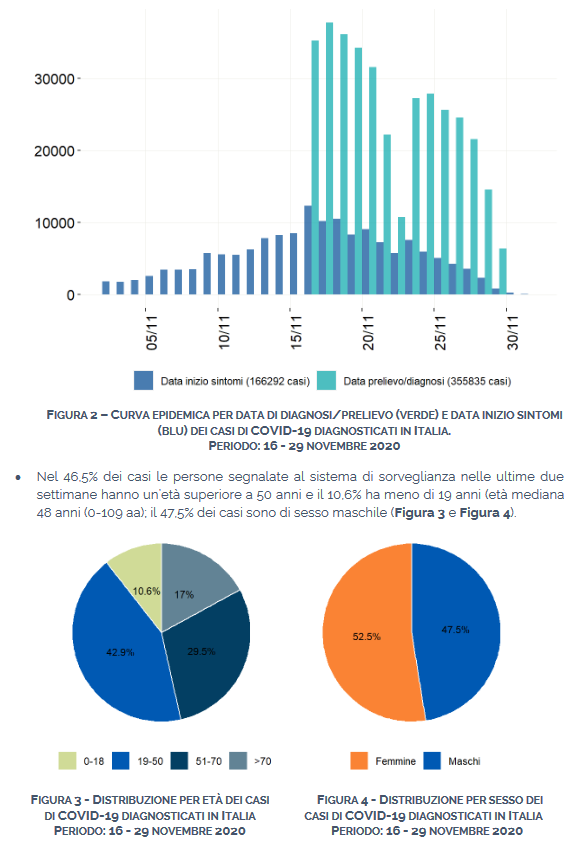 30000
20000
10000
0
05/11
10/11
15/11
20/11
25/11
30/11
Data inizio sintomi (166292 casi)
Data prelievo/diagnosi (355835 casi)
FIGURA 2 – CURVA EPIDEMICA PER DATA DI DIAGNOSI/PRELIEVO (VERDE) E DATA INIZIO SINTOMI
(BLU) DEI CASI DI COVID-19 DIAGNOSTICATI IN ITALIA.
PERIODO: 16 - 29 NOVEMBRE 2020
• Nel 46,5% dei casi le persone segnalate al sistema di sorveglianza nelle ultime due
settimane hanno un'età superiore a 50 anni e il 10.6% ha meno di 19 anni (età mediana
48 anni (0-109 aa); il 47,5% dei casi sono di sesso maschile (Figura 3 e Figura 4).
10.6%
17%
42.9%
29.5%
0-18
19-50
51-70
>70
52.5%
47.5%
Femmine
Maschi
FIGURA 3 - DISTRIBUZIONE PER ETÀ DEI CASI
DI COVID-19 DIAGNOSTICATI IN ITALIA
PERIODO: 16 - 29 NOVEMBRE 2020
FIGURA 4 - DISTRIBUZIONE PER SESSO DEI
CASI DI COVID-19 DIAGNOSTICATI IN ITALIA
PERIODO: 16 - 29 NOVEMBRE 2020